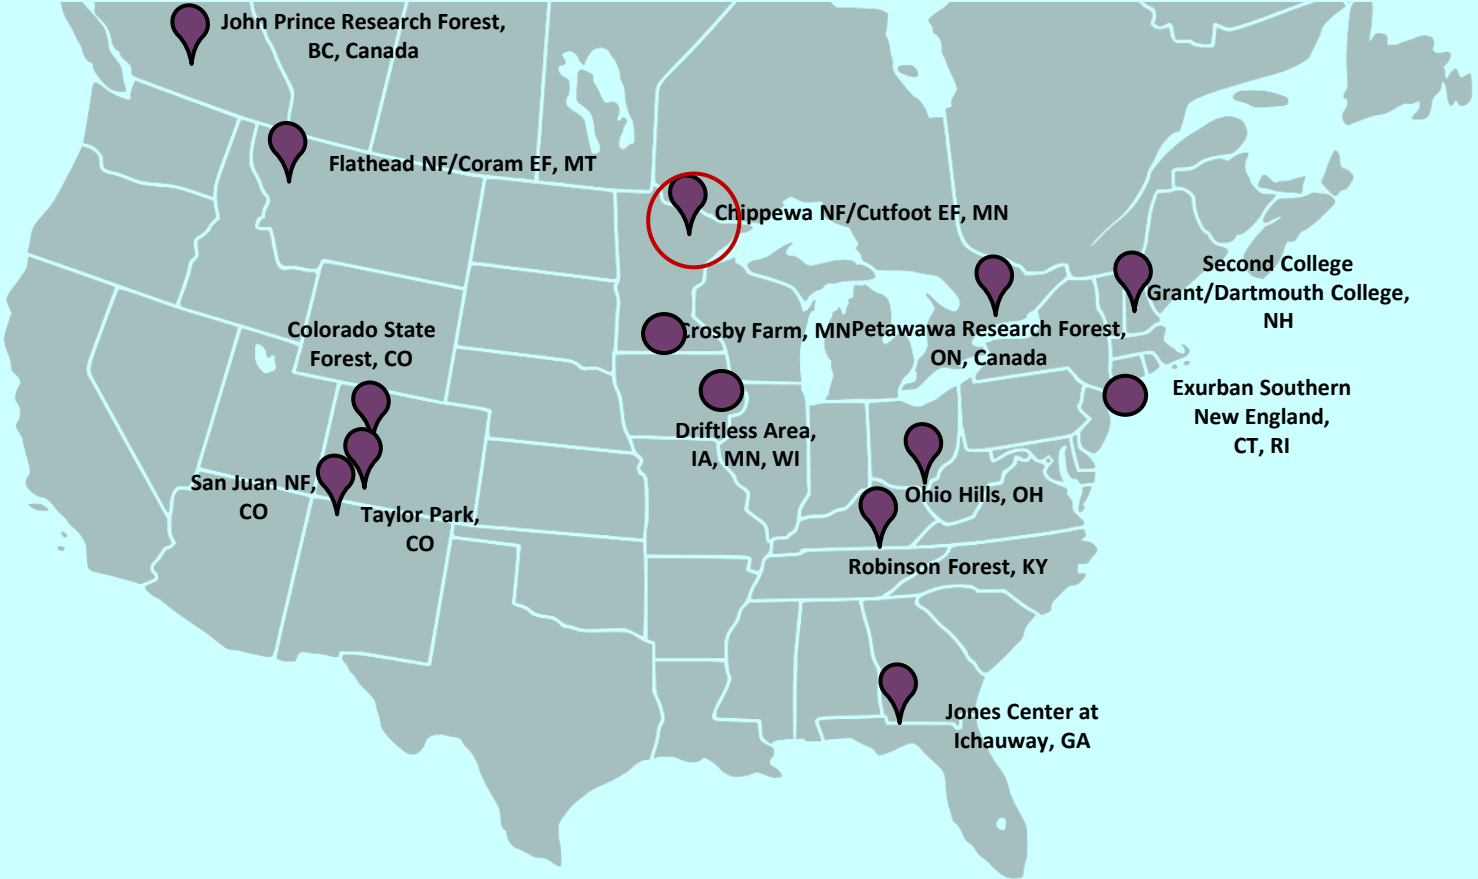 John Prince Research Forest,
BC, Canada
Flathead NF/Coram EF, MT
Chippewa NF/Cutfoot EF, MN
Second College
Grant/Dartmouth College,
NH
Colorado State
Forest, CO
Crosby Farm, MN
Petawawa Research Forest,
ON, Canada
Exurban Southern
New England,
CT, RI
Driftless Area,
IA, MN, WI
San Juan NF,
CO
Taylor Park,
CO
Ohio Hills, OH
Robinson Forest, KY
Jones Center at
Ichauway, GA